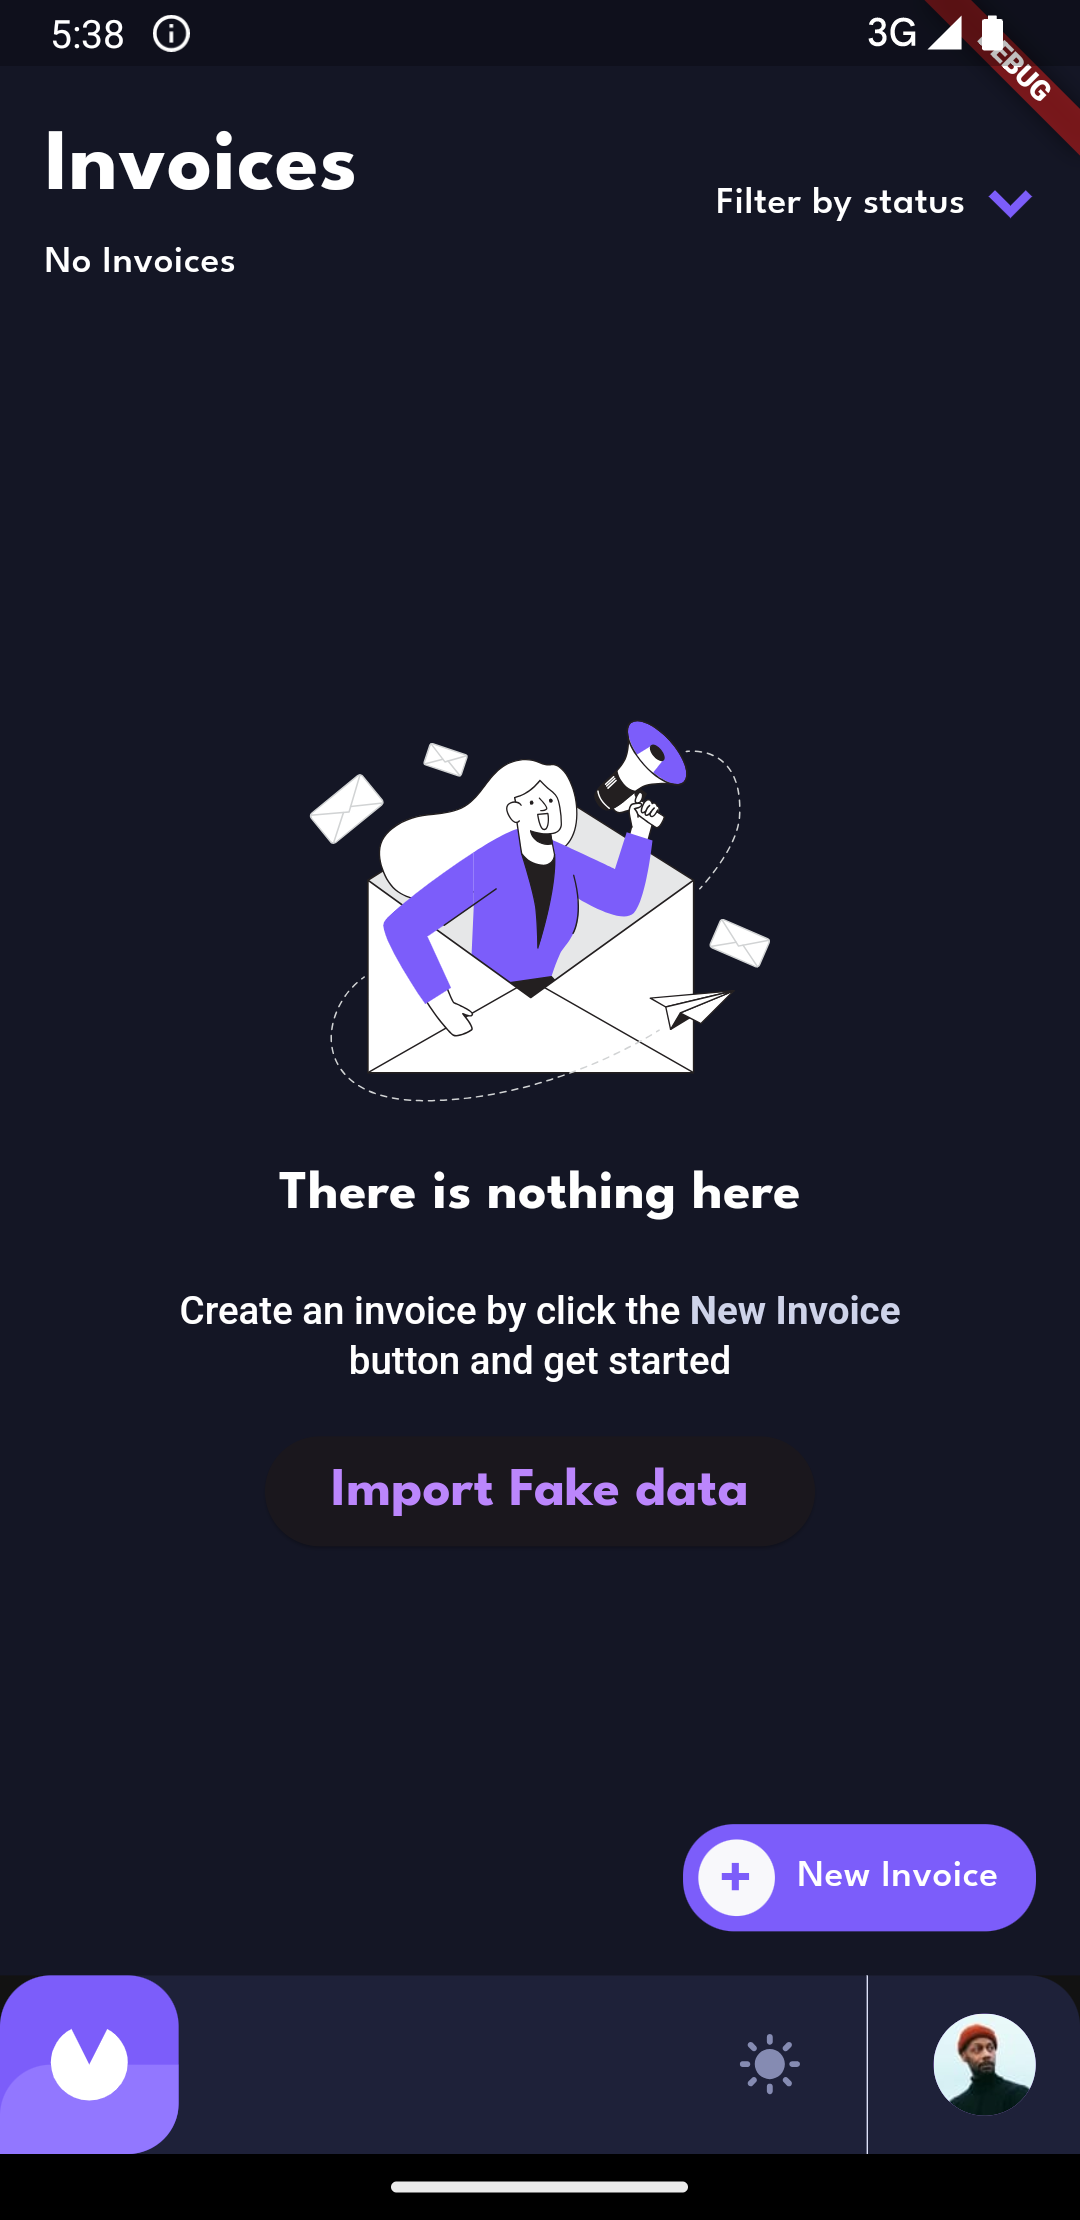 5:38
3G
DEBUG
Invoices
Filter by status
No Invoices
There is nothing here
Create an invoice by click the New Invoice
button and get started
Import Fake data
New Invoice